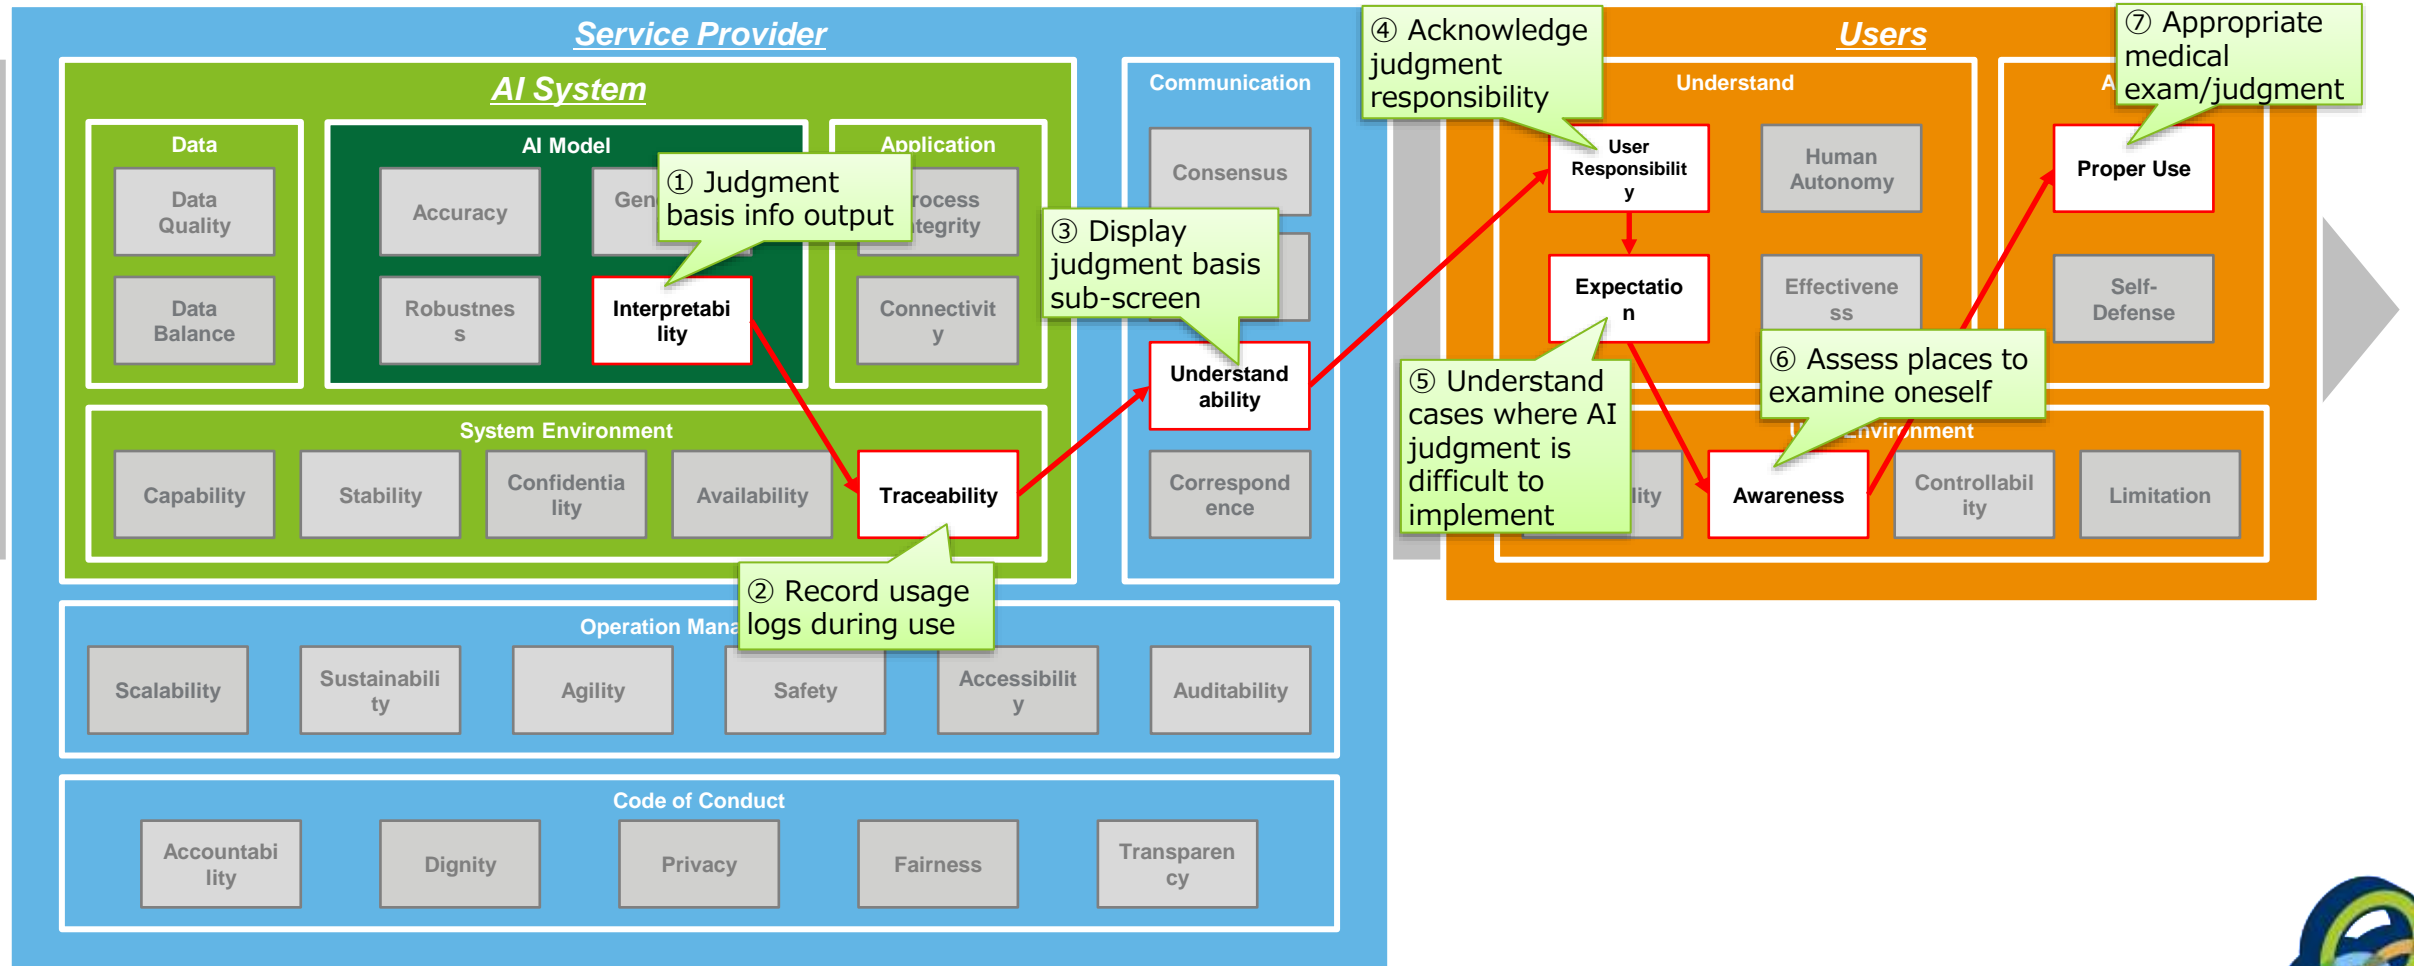 Service Provider
AI System
Data
Data
Quality
Data
Balance
AI Model
Accuracy
Gen
Robustnes
s
Interpretabi
lity
① Judgment
basis info output
Application
rocess
tegrity
Connectivit
y
System Environment
Capability
Stability
Confidentia
lity
Availability
Traceability
② Record usage
logs during use
Communication
Consensus
③ Display
judgment basis
sub-screen
Understand
ability
Correspond
ence
Operation Mana
Scalability
Sustainabili
ty
Agility
Safety
Accessibilit
y
Auditability
Code of Conduct
Accountabi
lity
Dignity
Privacy
Fairness
Transparen
cy
Users
④ Acknowledge
judgment
responsibility
Understand
User
Responsibilit
y
Human
Autonomy
Expectatio
n
Effectivene
ss
⑤ Understand
cases where AI
judgment is
difficult to
implement
⑥ Assess places to
examine oneself
⑦ Appropriate
medical
exam/judgment
A
Proper Use
Self-
Defense
U
nvironment
lity
Awareness
Controllabil
ity
Limitation